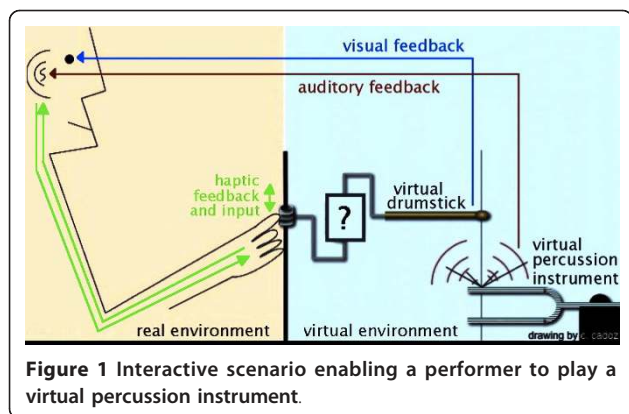 visual feedback
auditory feedback
haptic
feedback
and input
?
virtual
drumstick
virtual
percussion
instrument
real environment
virtual environment
drawing by c. cadoz
Figure 1 Interactive scenario enabling a performer to play a
virtual percussion instrument.